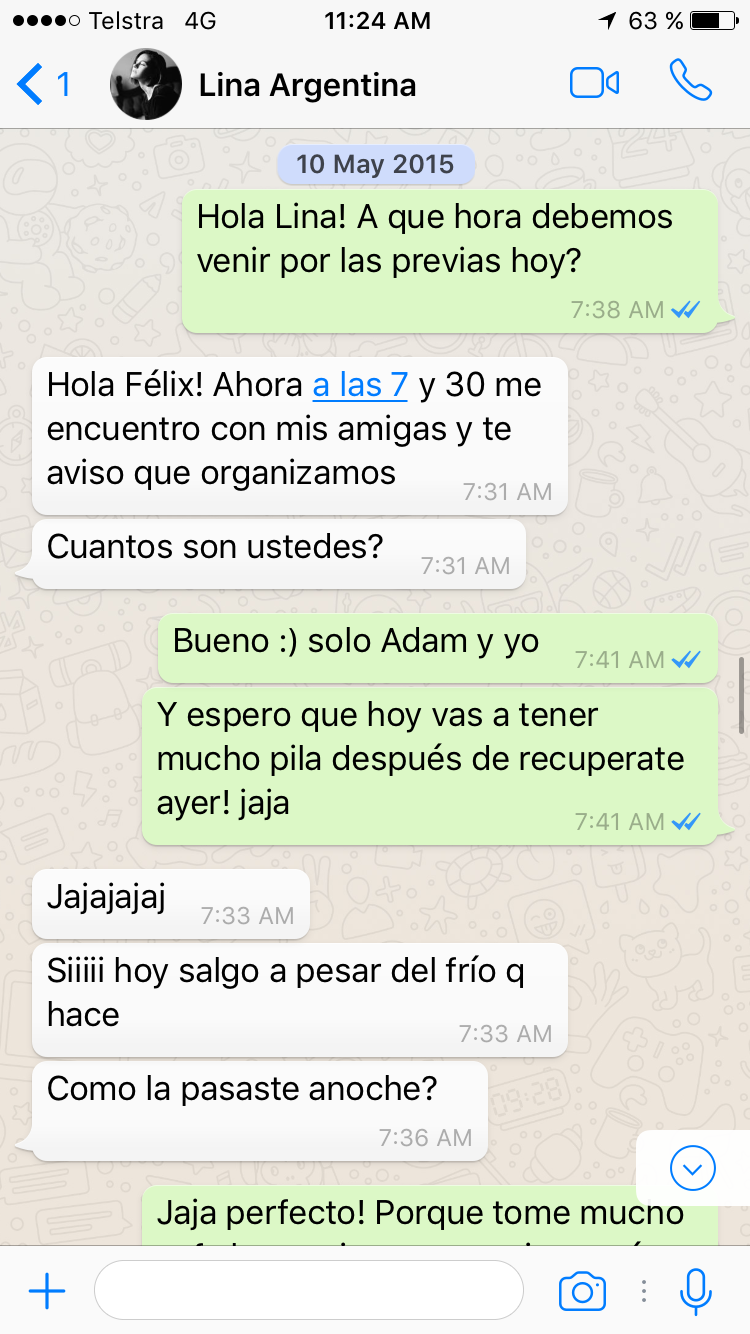 Telstra 4G 11:24 AM 63 %
1 Lina Argentina
10 May 2015
Hola Lina! A que hora debemos
venir por las previas hoy?
7:38 AM
Hola Félix! Ahora a las 7 y 30 me
encuentro con mis amigas y te
aviso que organizamos
7:31 AM
Cuantos son ustedes?
7:31 AM
Bueno :) solo Adam y yo
7:41 AM
Y espero que hoy vas a tener
mucho pila después de recuperate
ayer! jaja
7:41 AM
Jajajajaj
7:33 AM
Siiiii hoy salgo a pesar del frío q
hace
7:33 AM
Como la pasaste anoche?
7:36 AM
Jaja perfecto! Porque tome mucho